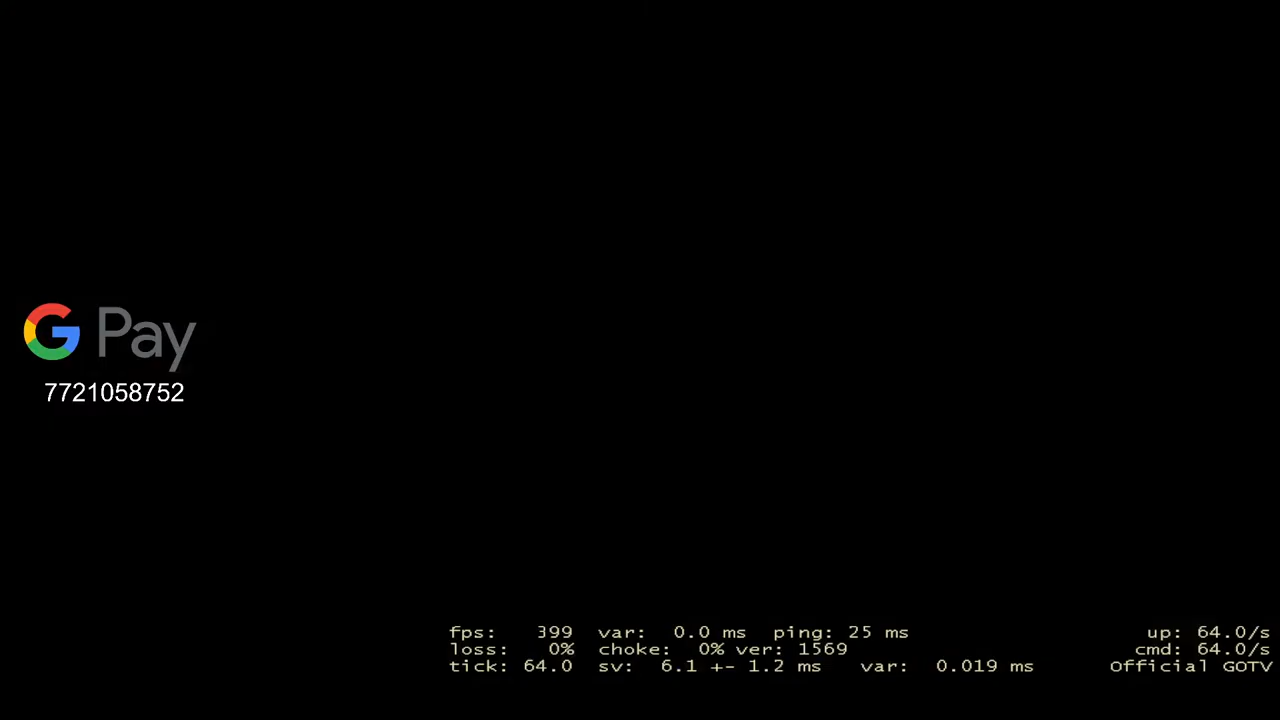 G Pay
7721058752
fps: 399 var: 0.0 ms ping: 25 ms up: 64.0/s
loss: 0% choke: 0% ver: 1569 cmd: 64.0/s
tick: 64.0 sv: 6.1 +- 1.2 ms var: 0.019 ms Official GOTV